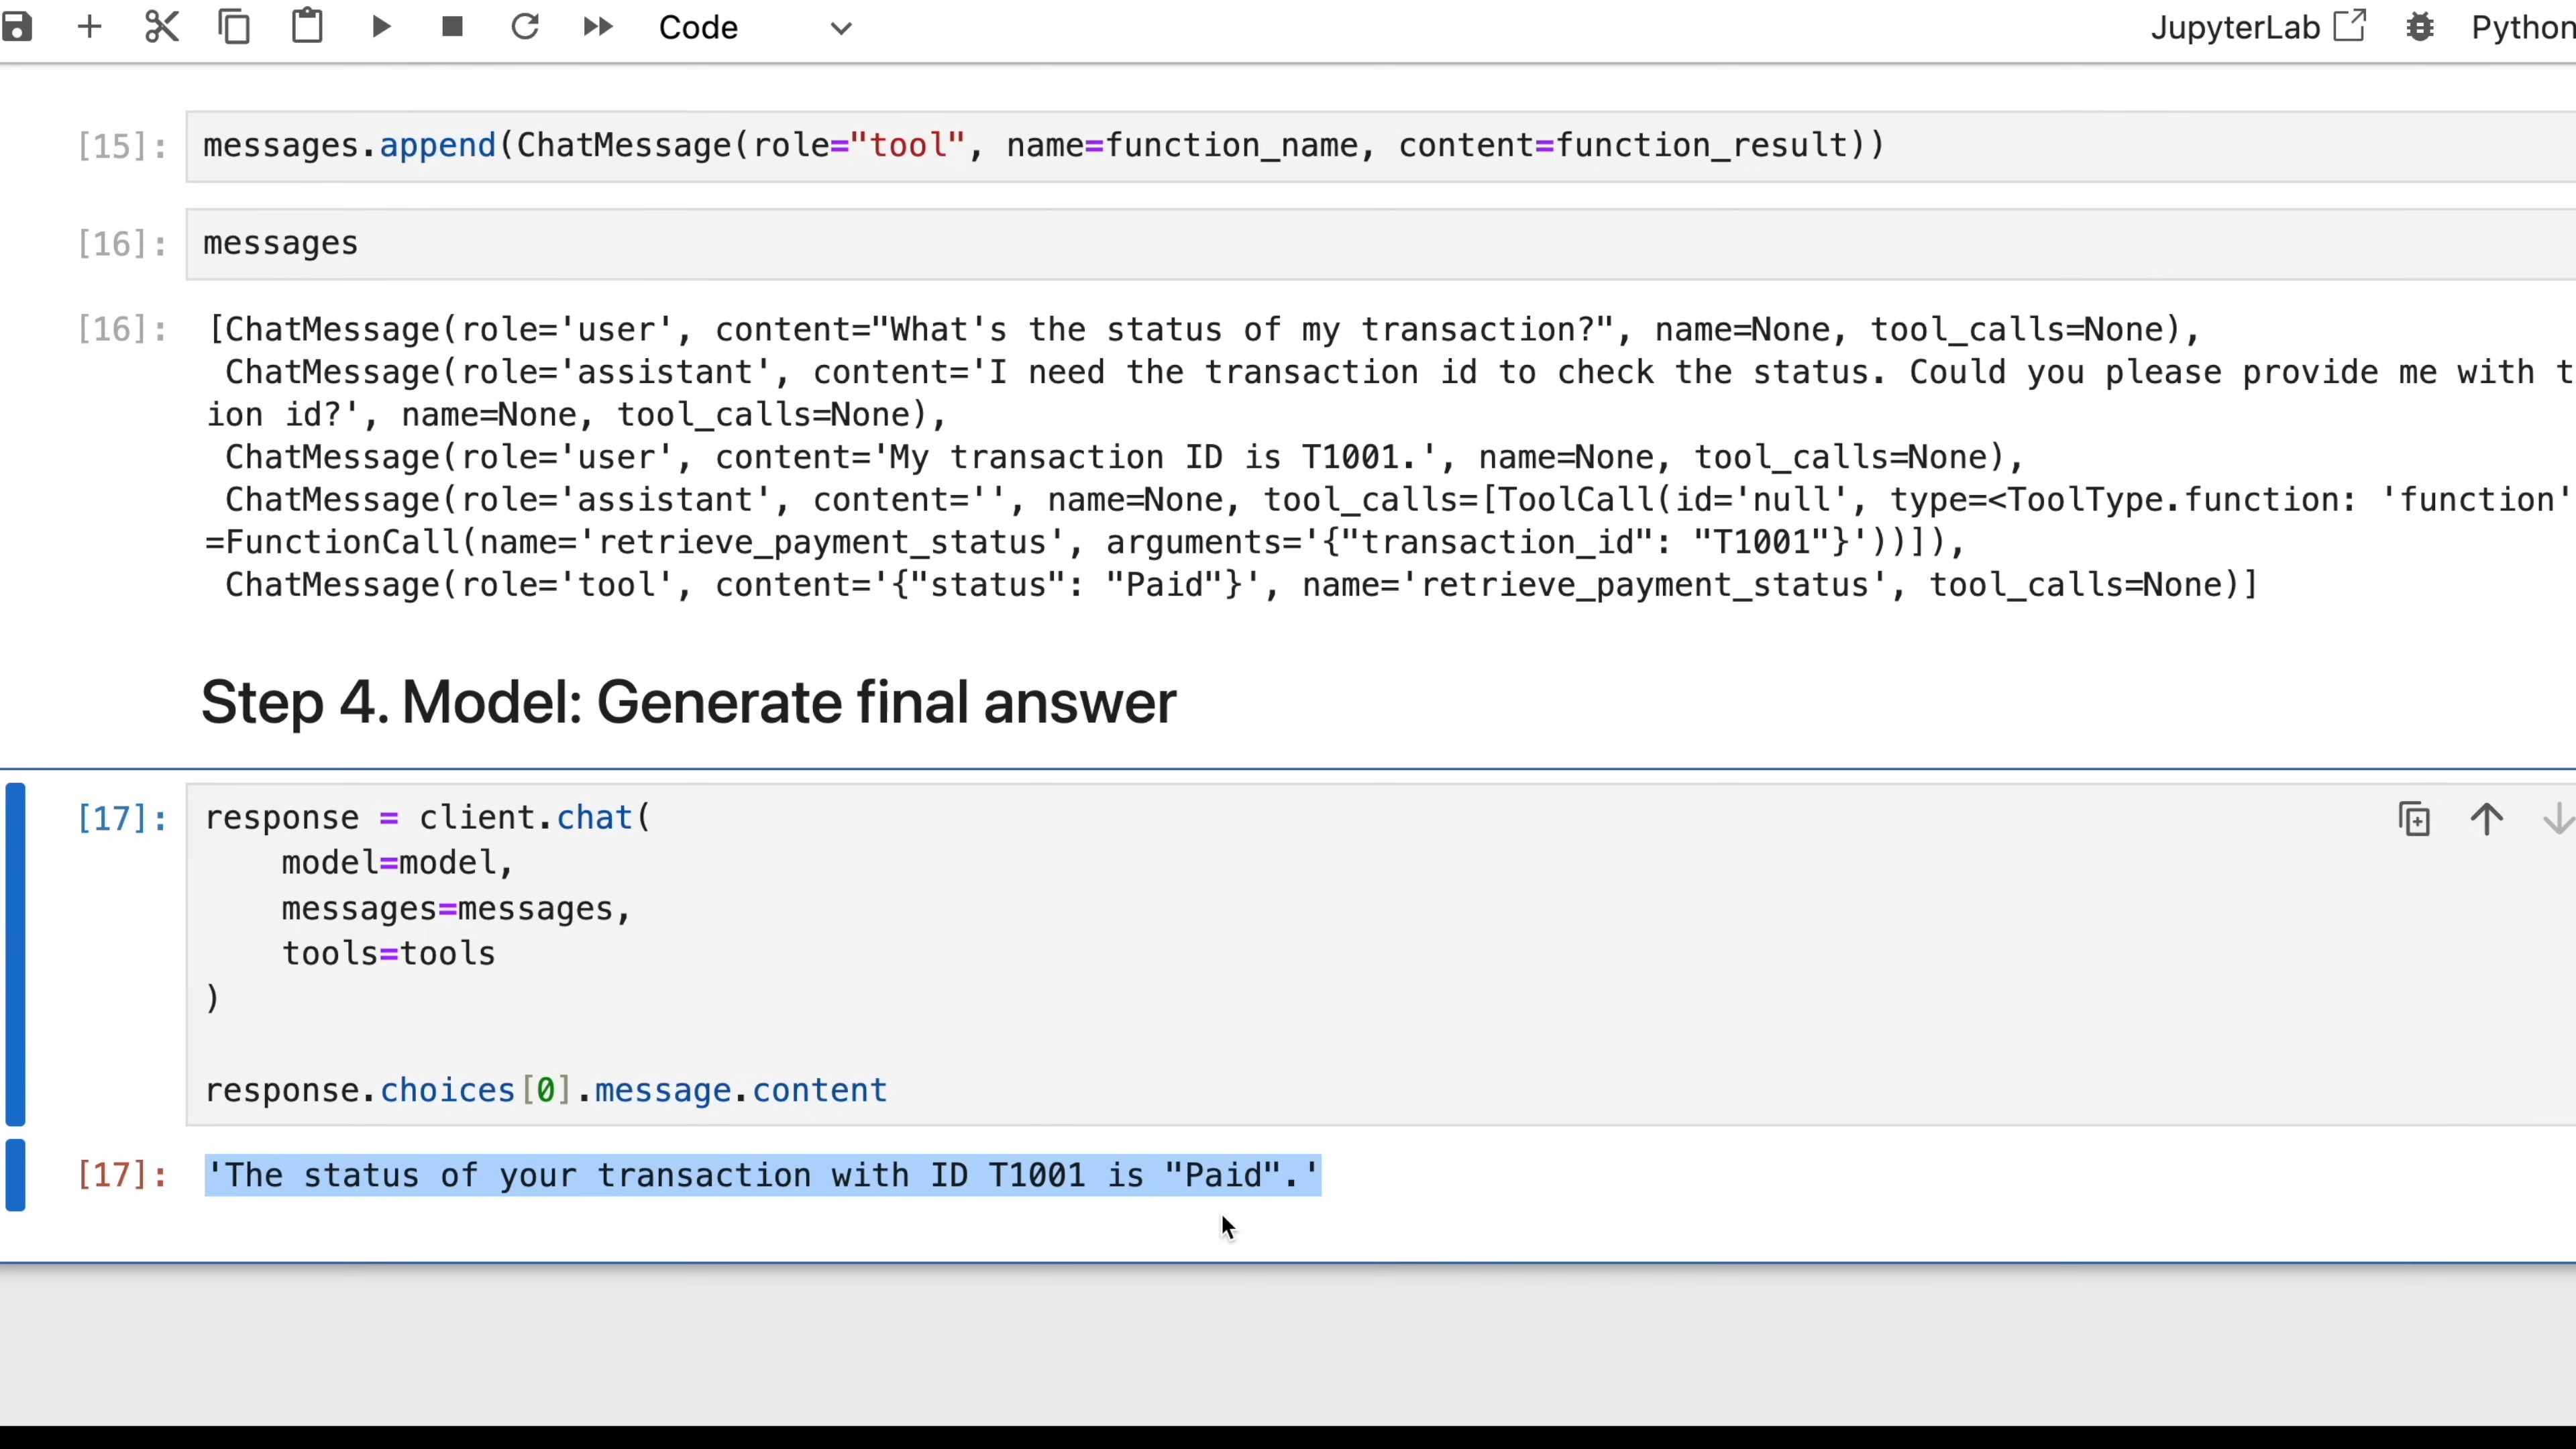 Code
JupyterLab
Python
[15]:
messages.append(ChatMessage(role="tool", name=function_name, content=function_result))
[16]:
messages
[16]:
[ChatMessage(role='user', content="What's the status of my transaction?", name=None, tool_calls=None),
ChatMessage(role='assistant', content='I need the transaction id to check the status. Could you please provide me with t
ion id?', name=None, tool_calls=None),
ChatMessage(role='user', content='My transaction ID is T1001.', name=None, tool_calls=None),
ChatMessage(role='assistant', content='', name=None, tool_calls=[ToolCall(id='null', type=<ToolType.function: 'function'
=FunctionCall(name='retrieve_payment_status', arguments='{"transaction_id": "T1001"}'))]),
ChatMessage(role='tool', content='{"status": "Paid"}', name='retrieve_payment_status', tool_calls=None)]
Step 4. Model: Generate final answer
[17]:
response = client.chat(
model=model,
messages=messages,
tools=tools
)
response.choices[0].message.content
[17]:
'The status of your transaction with ID T1001 is "Paid".'